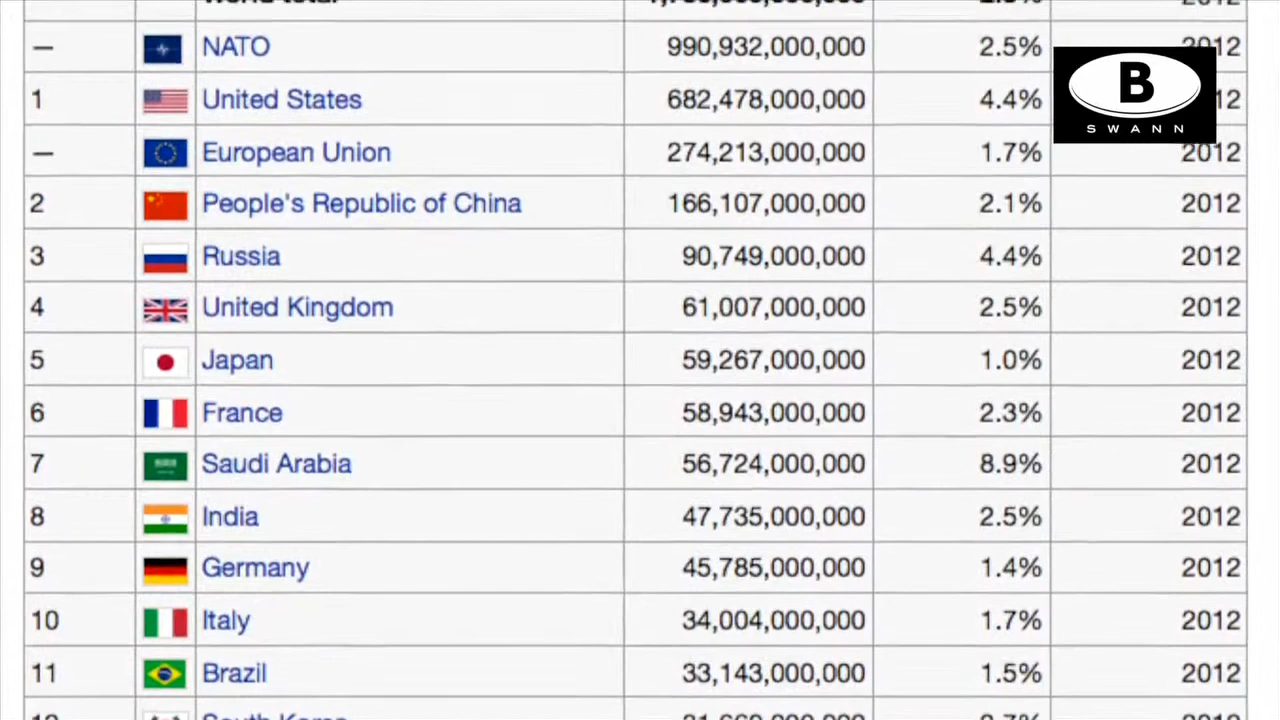 — NATO 990,932,000,000 2.5% 2012
1 United States 682,478,000,000 4.4% 12
— European Union 274,213,000,000 1.7% 2012
2 People's Republic of China 166,107,000,000 2.1% 2012
3 Russia 90,749,000,000 4.4% 2012
4 United Kingdom 61,007,000,000 2.5% 2012
5 Japan 59,267,000,000 1.0% 2012
6 France 58,943,000,000 2.3% 2012
7 Saudi Arabia 56,724,000,000 8.9% 2012
8 India 47,735,000,000 2.5% 2012
9 Germany 45,785,000,000 1.4% 2012
10 Italy 34,004,000,000 1.7% 2012
11 Brazil 33,143,000,000 1.5% 2012
B
SWANN